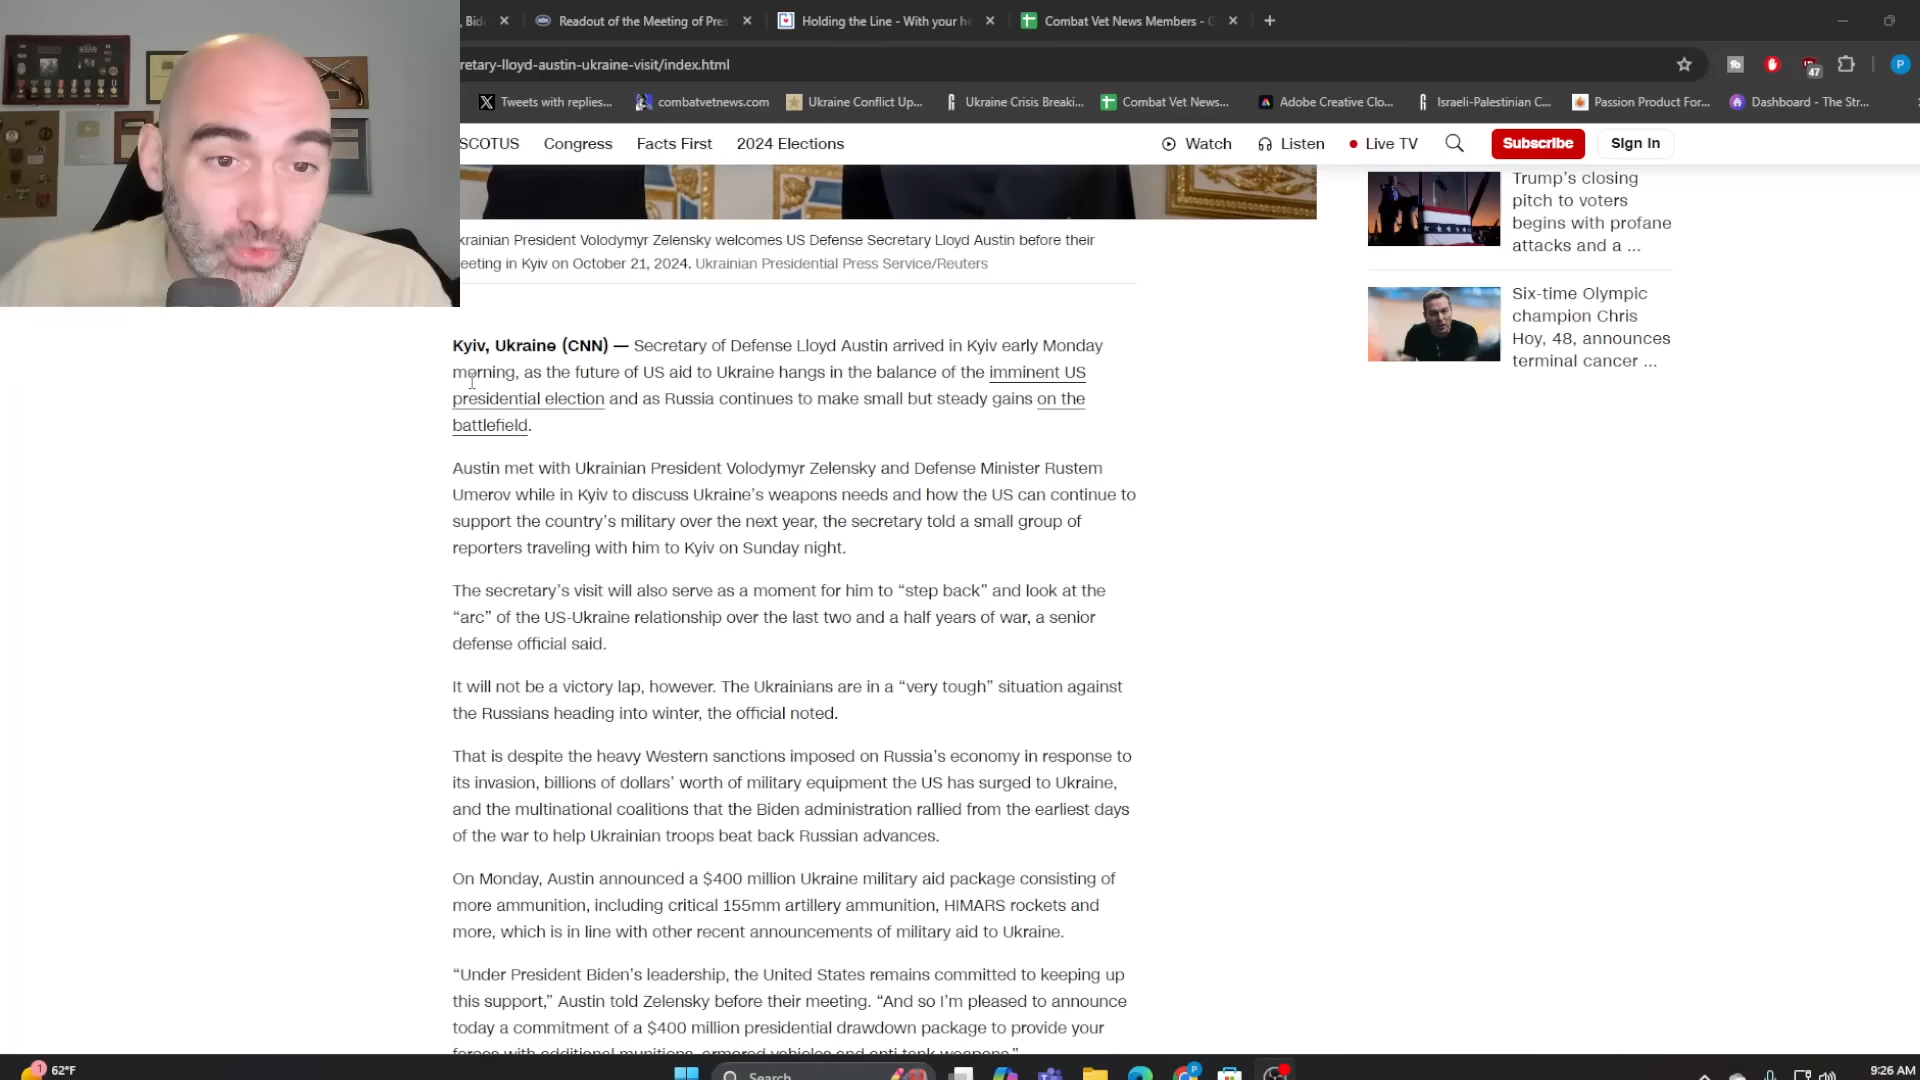 , Bid
Readout of the Meeting of Pres
Holding the Line - With your he
Combat Vet News Members - G
retary-lloyd-austin-ukraine-visit/index.html
47
P
Tweets with replies...
combatvetnews.com
Ukraine Conflict Up...
Ukraine Crisis Breaki...
Combat Vet News...
Adobe Creative Clo...
Israeli-Palestinian C...
Passion Product For...
Dashboard - The Str...
SCOTUS
Congress
Facts First
2024 Elections
Watch
Listen
Live TV
Subscribe
Sign in
Trump’s closing
pitch to voters
begins with profane
attacks and a ...
krainian President Volodymyr Zelensky welcomes US Defense Secretary Lloyd Austin before their
eeting in Kyiv on October 21, 2024. Ukrainian Presidential Press Service/Reuters
Six-time Olympic
champion Chris
Hoy, 48, announces
terminal cancer ...
Kyiv, Ukraine (CNN) — Secretary of Defense Lloyd Austin arrived in Kyiv early Monday
morning, as the future of US aid to Ukraine hangs in the balance of the imminent US
presidential election and as Russia continues to make small but steady gains on the
battlefield.
Austin met with Ukrainian President Volodymyr Zelensky and Defense Minister Rustem
Umerov while in Kyiv to discuss Ukraine’s weapons needs and how the US can continue to
support the country’s military over the next year, the secretary told a small group of
reporters traveling with him to Kyiv on Sunday night.
The secretary’s visit will also serve as a moment for him to “step back” and look at the
“arc” of the US-Ukraine relationship over the last two and a half years of war, a senior
defense official said.
It will not be a victory lap, however. The Ukrainians are in a “very tough” situation against
the Russians heading into winter, the official noted.
That is despite the heavy Western sanctions imposed on Russia’s economy in response to
its invasion, billions of dollars’ worth of military equipment the US has surged to Ukraine,
and the multinational coalitions that the Biden administration rallied from the earliest days
of the war to help Ukrainian troops beat back Russian advances.
On Monday, Austin announced a $400 million Ukraine military aid package consisting of
more ammunition, including critical 155mm artillery ammunition, HIMARS rockets and
more, which is in line with other recent announcements of military aid to Ukraine.
“Under President Biden’s leadership, the United States remains committed to keeping up
this support,” Austin told Zelensky before their meeting. “And so I’m pleased to announce
today a commitment of a $400 million presidential drawdown package to provide your
forces with additional munitions, armored vehicles and anti tank weapons.”
1
62°F
Search
9:26 AM